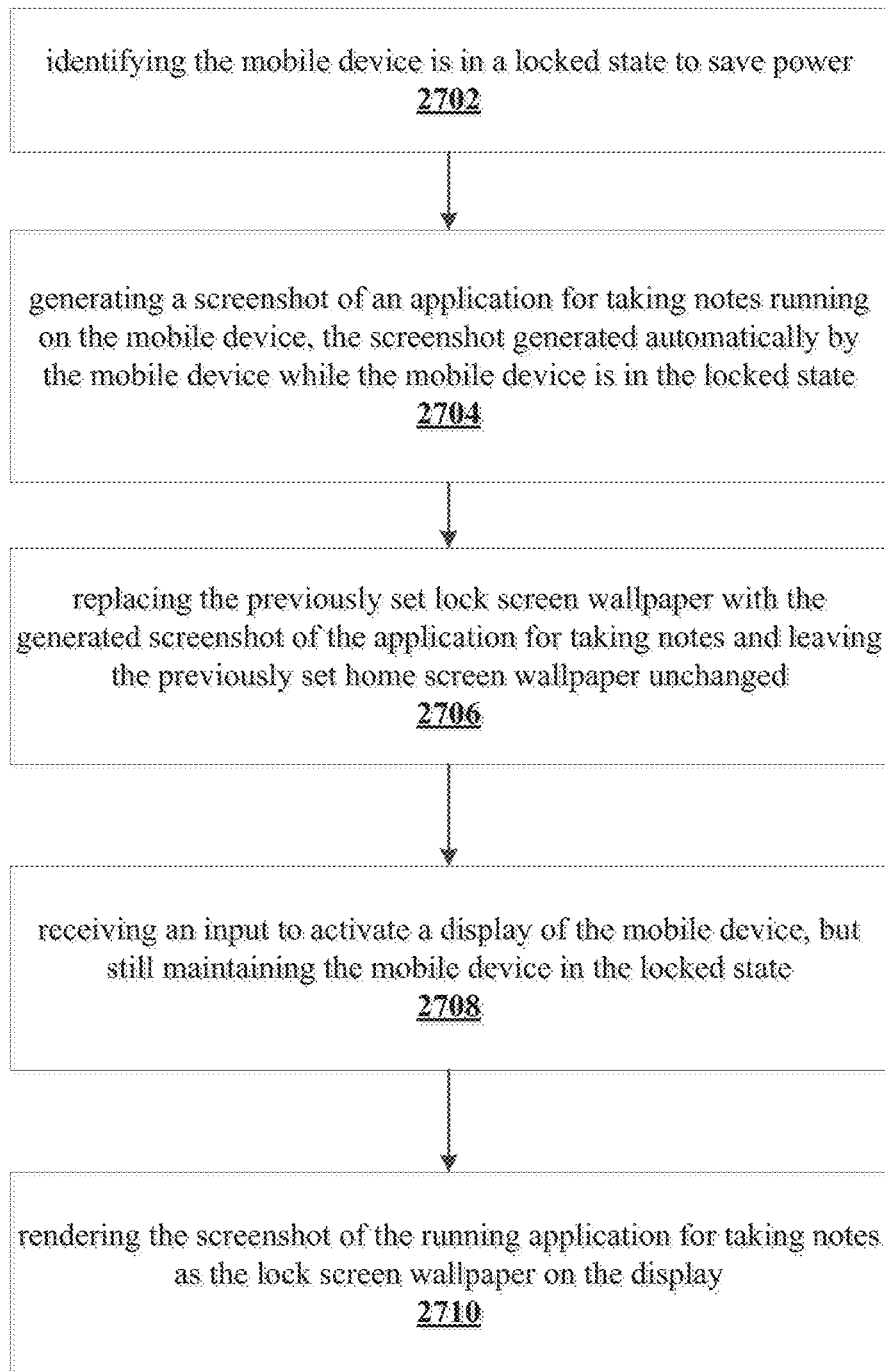 identifying the mobile device is in a locked state to save power
2702
generating a screenshot of an application for taking notes running
on the mobile device, the screenshot generated automatically by
the mobile device while the mobile device is in the locked state
2704
replacing the previously set lock screen wallpaper with the
generated screenshot of the application for taking notes and leaving
the previously set home screen wallpaper unchanged
2706
receiving an input to activate a display of the mobile device, but
still maintaining the mobile device in the locked state
2708
rendering the screenshot of the running application for taking notes
as the lock screen wallpaper on the display
2710